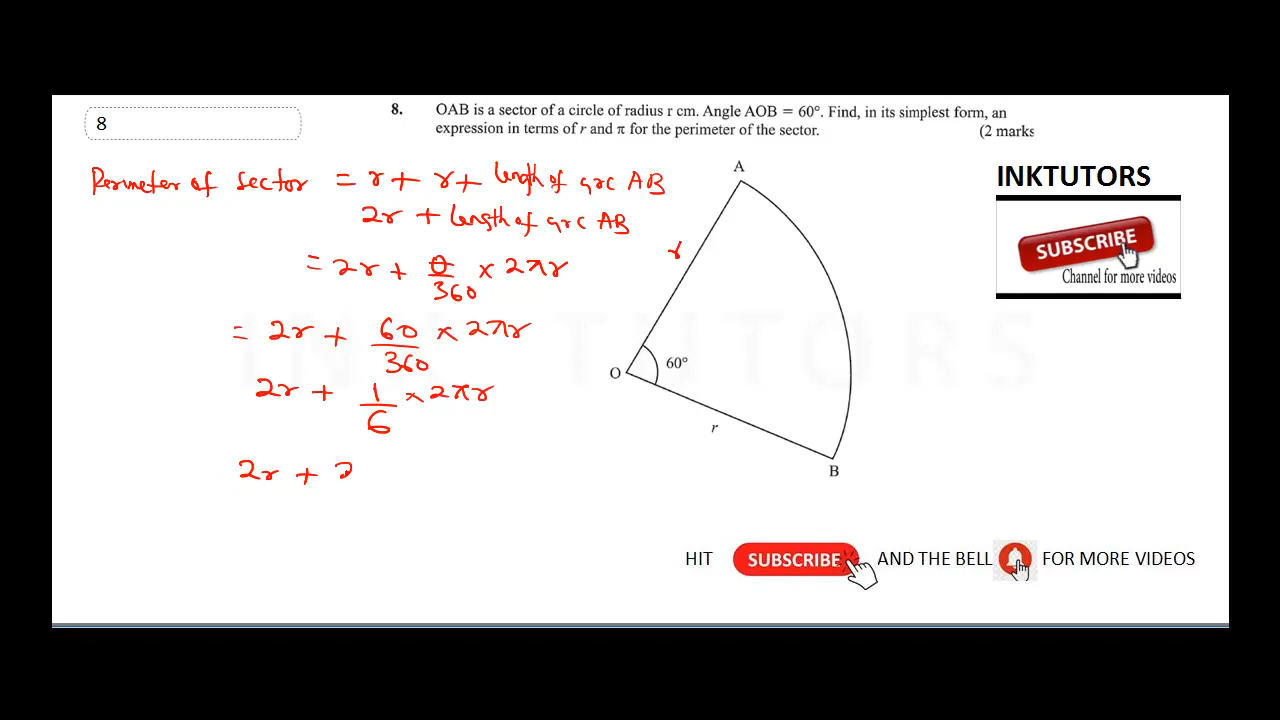 8
8. OAB is a sector of a circle of radius r cm. Angle AOB = 60°. Find, in its simplest form, an
expression in terms of r and π for the perimeter of the sector. (2 marks
Perimeter of sector = r + r + length of arc AB
2r + length of arc AB
= 2r + θ/360 × 2πr
= 2r + 60/360 × 2πr
2r + 1/6 × 2πr
2r + 2
A
r
O
60°
r
B
INKTUTORS
SUBSCRIBE
Channel for more videos
INK TUTORS
HIT SUBSCRIBE AND THE BELL FOR MORE VIDEOS